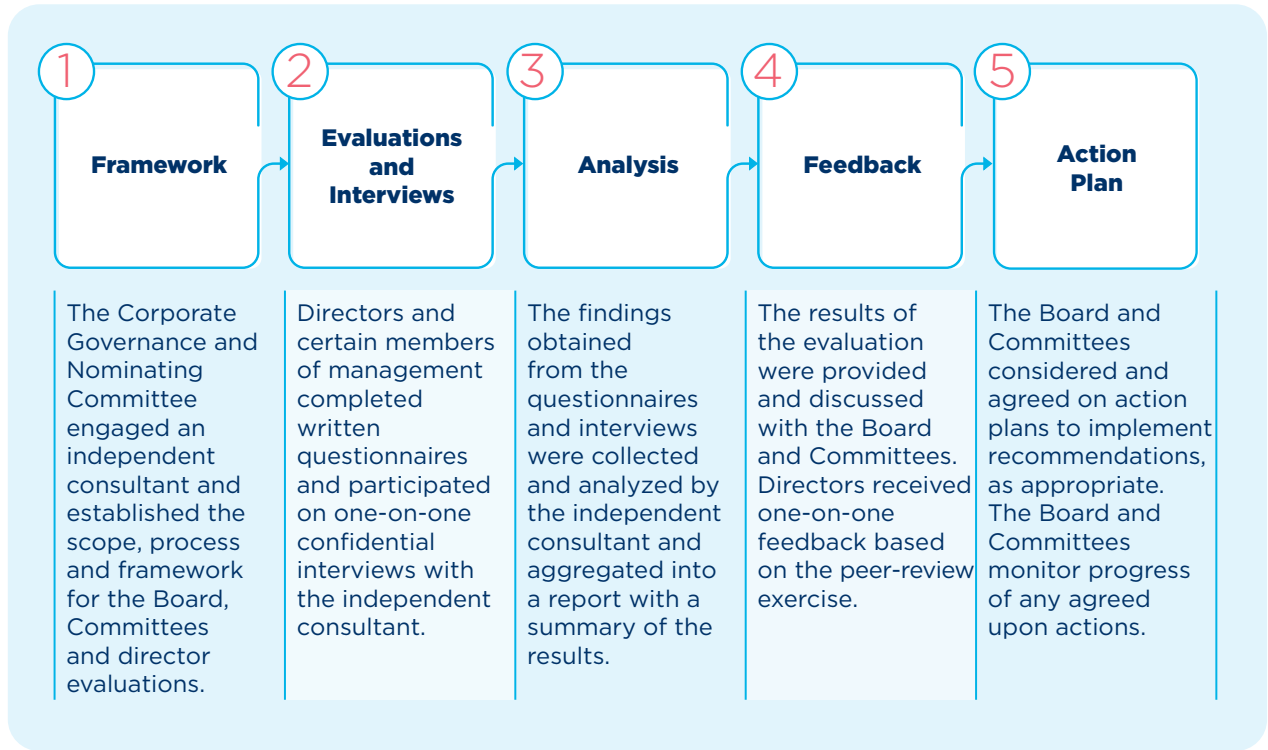 1
Framework
The Corporate
Governance and
Nominating
Committee
engaged an
independent
consultant and
established the
scope, process
and framework
for the Board,
Committees
and director
evaluations.
2
Evaluations
and
Interviews
Directors and
certain members
of management
completed
written
questionnaires
and participated
on one-on-one
confidential
interviews with
the independent
consultant.
3
Analysis
The findings
obtained
from the
questionnaires
and interviews
were collected
and analyzed by
the independent
consultant and
aggregated into
a report with a
summary of the
results.
4
Feedback
The results of
the evaluation
were provided
and discussed
with the Board
and Committees.
Directors received
one-on-one
feedback based
on the peer-review
exercise.
5
Action
Plan
The Board and
Committees
considered and
agreed on action
plans to implement
recommendations,
as appropriate.
The Board and
Committees
monitor progress
of any agreed
upon actions.